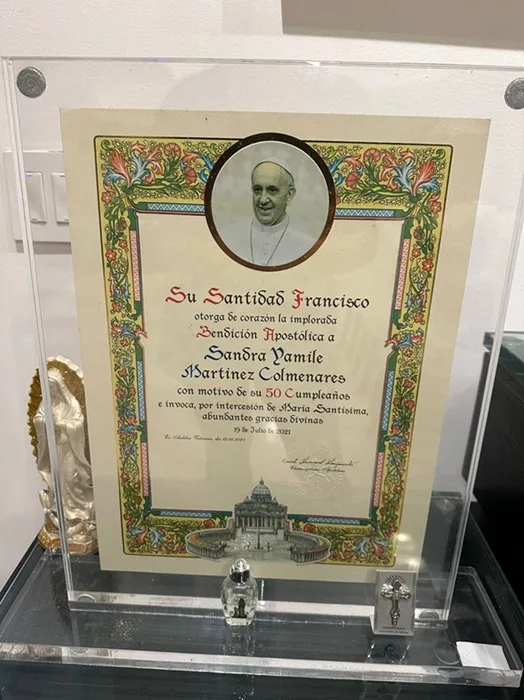 Su Santidad Francisco
otorga de corazón la implorada
Bendición Apostólica a
Sandra Yamile
Martinez Colmenares
con motivo de su 50 Cumpleaños
e invoca, por intercesión de María Santísima,
abundantes gracias divinas
19 de Julio de 2021